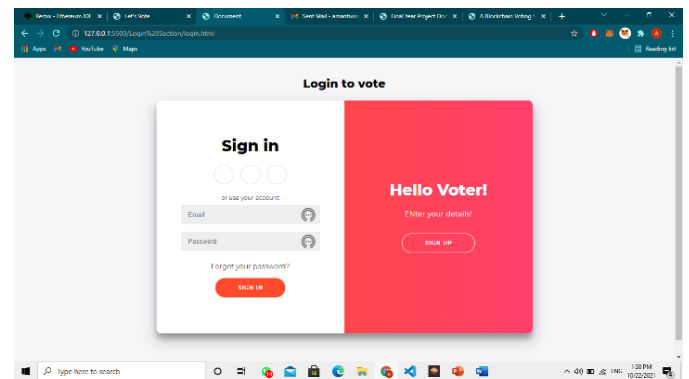 Remix - Ethereum IDE
Let's Vote
Document
Sent Mail - amantwa
Final Year Project Doc
A Blockchain Voting S
127.0.0.1:5500/Login%20Section/login.html
Apps
YouTube
Maps
Reading list
Login to vote
Sign in
or use your account
Email
Password
Forgot your password?
SIGN IN
Hello Voter!
ENter your details!
SIGN UP
Type here to search
ENG
1:38 PM
10/22/2021